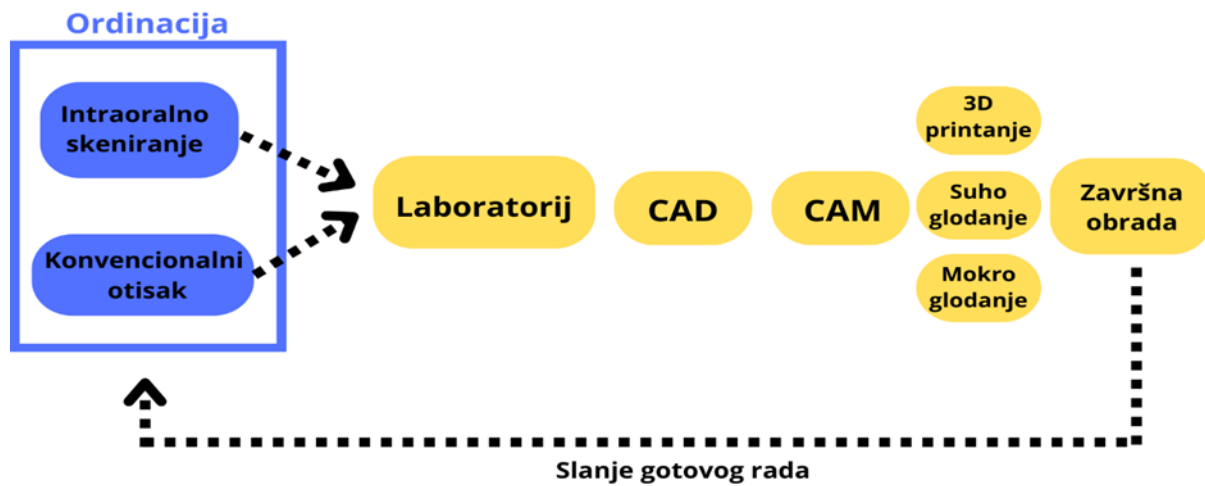 Ordinacija
Intraoralno
skeniranje
Konvencionalni
otisak
Laboratorij
CAD
CAM
3D
printanje
Suho
glodanje
Mokro
glodanje
Završna
obrada
Slanje gotovog rada